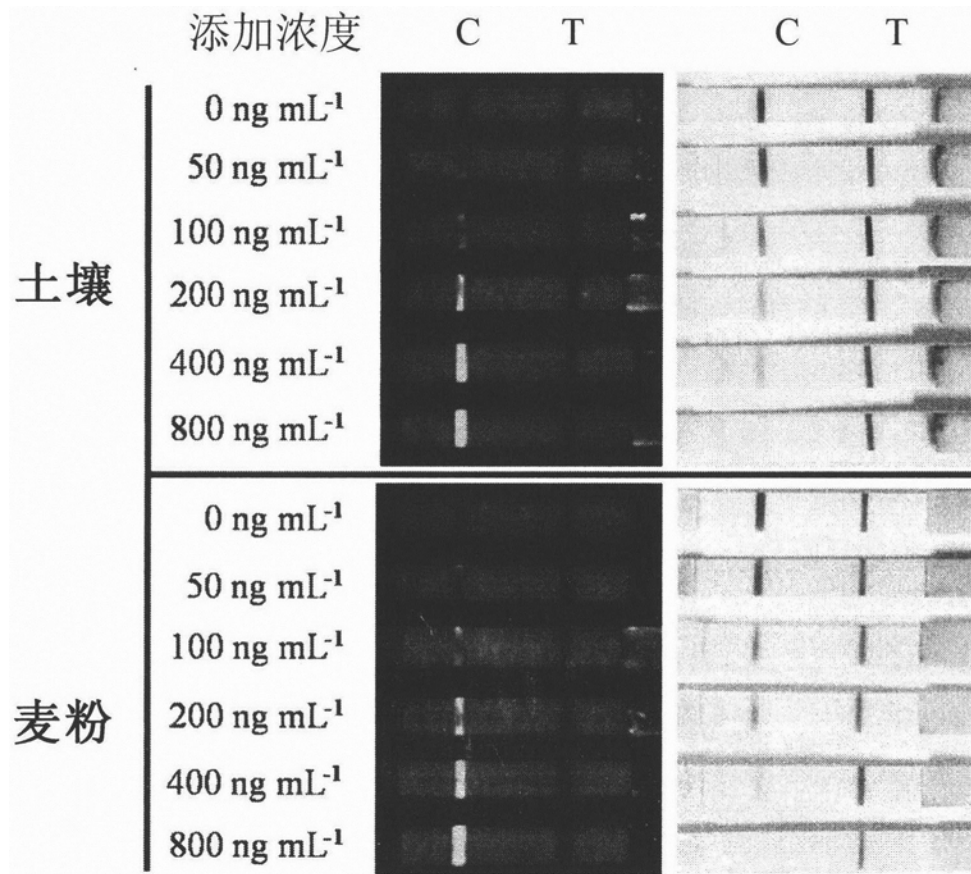 添加浓度 C T C T
土壤
0 ng mL⁻¹
50 ng mL⁻¹
100 ng mL⁻¹
200 ng mL⁻¹
400 ng mL⁻¹
800 ng mL⁻¹
麦粉
0 ng mL⁻¹
50 ng mL⁻¹
100 ng mL⁻¹
200 ng mL⁻¹
400 ng mL⁻¹
800 ng mL⁻¹